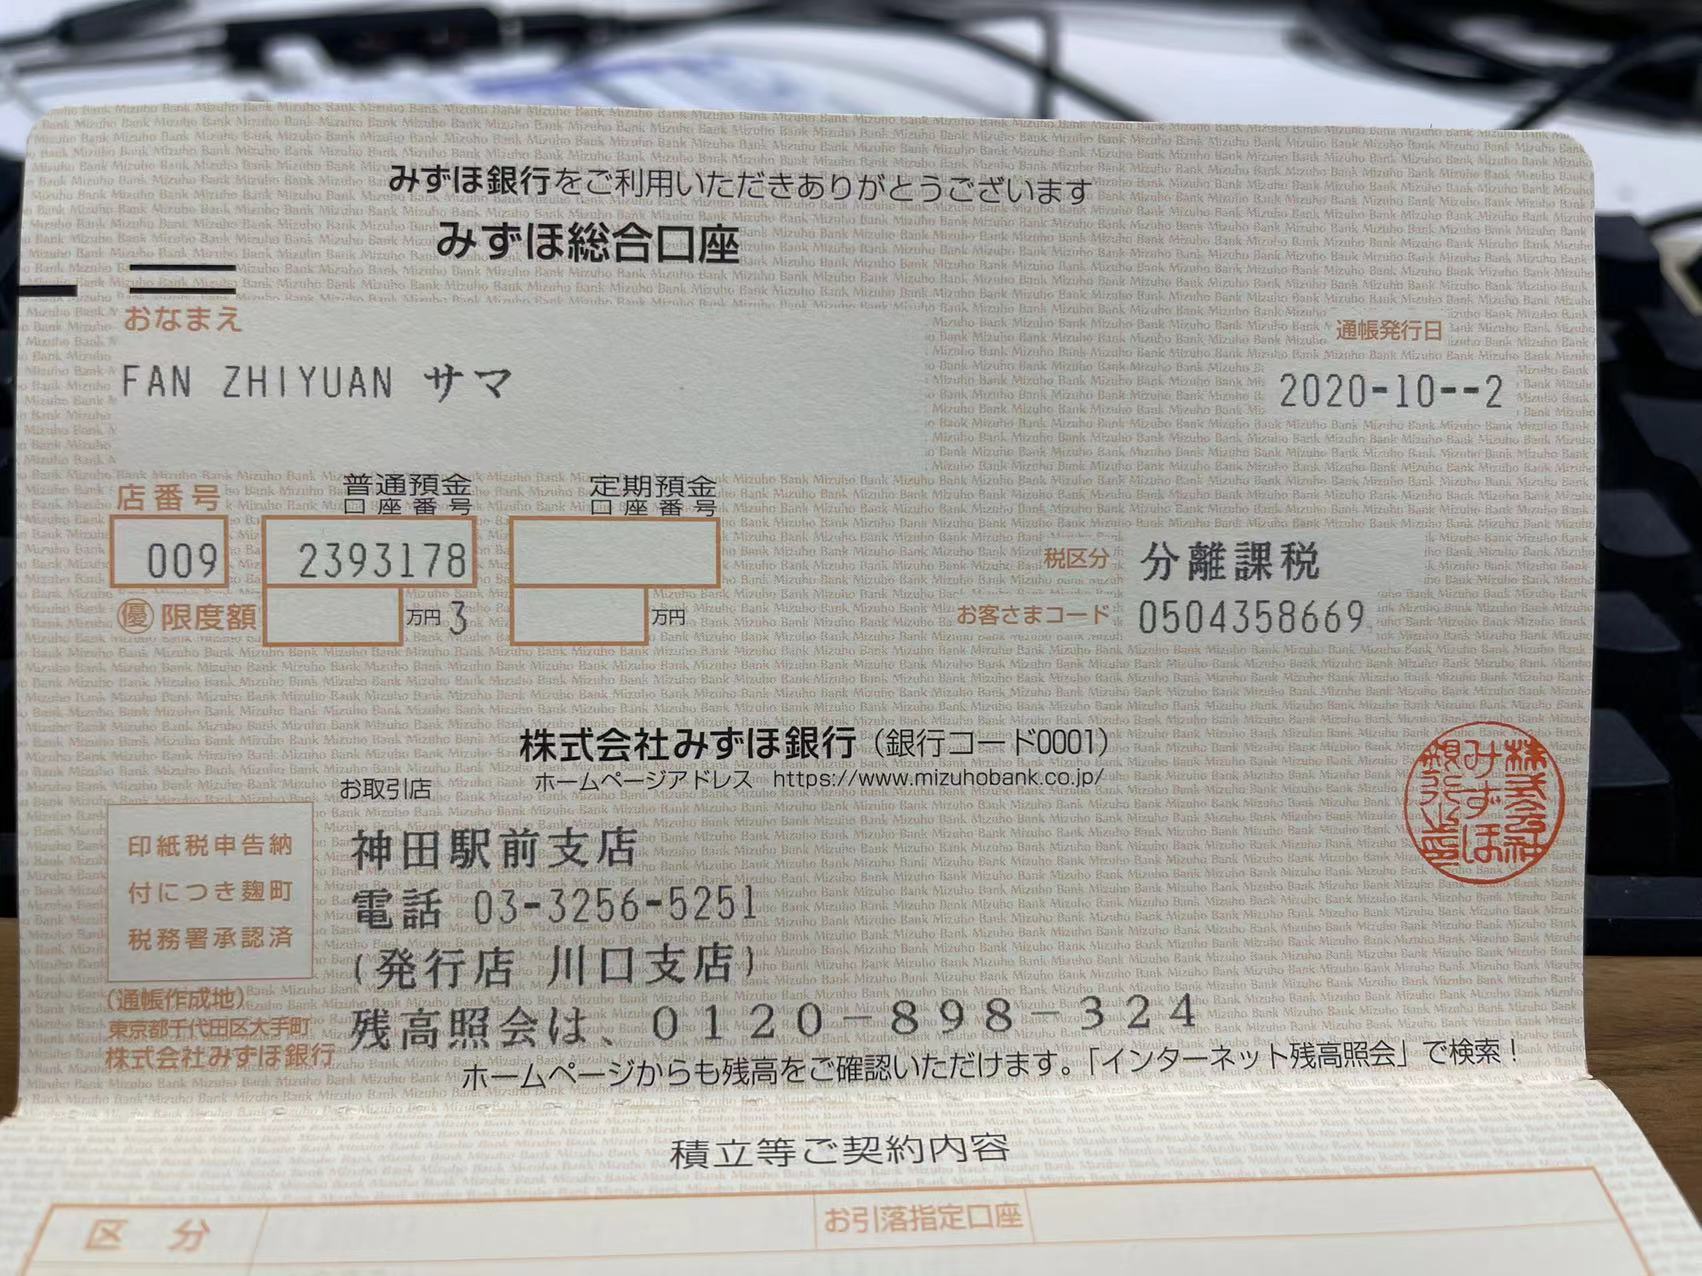 みずほ銀行をご利用いただきありがとうございます
みずほ総合口座
おなまえ
通帳発行日
FAN ZHIYUAN サマ
2020-10--2
店番号
普通預金口座番号
定期預金口座番号
009
2393178
税区分 分離課税
優 限度額
万円 3
万円
お客さまコード 0504358669
株式会社みずほ銀行（銀行コード0001）
ホームページアドレス https://www.mizuhobank.co.jp/
お取引店
神田駅前支店
電話 03-3256-5251
(発行店 川口支店)
残高照会は、0120-898-324
ホームページからも残高をご確認いただけます。「インターネット残高照会」で検索！
印紙税申告納
付につき麹町
税務署承認済
(通帳作成地)
東京都千代田区大手町
株式会社みずほ銀行
株式会社
みずほ
銀行
積立等ご契約内容
区分
お引落指定口座